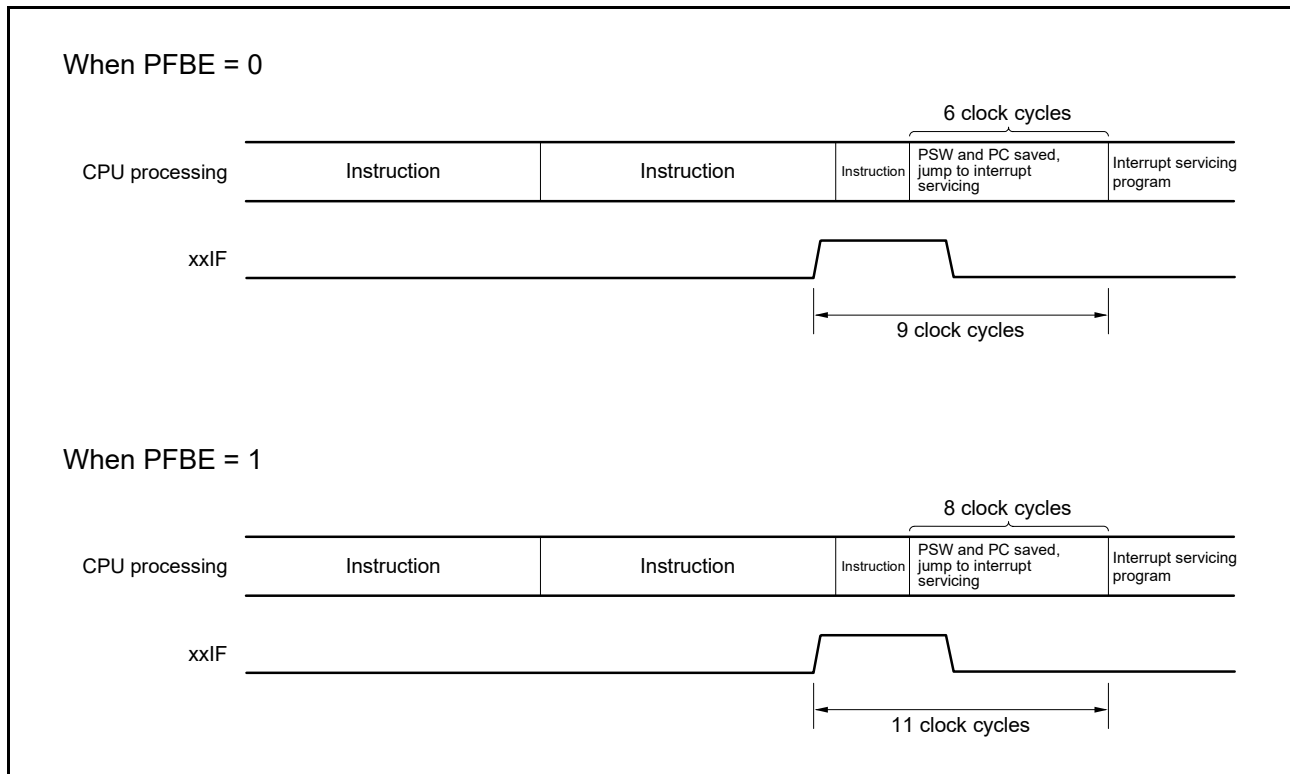 When PFBE = 0
6 clock cycles
CPU processing
Instruction
Instruction
Instruction
PSW and PC saved,
jump to interrupt
servicing
Interrupt servicing
program
xxIF
9 clock cycles
When PFBE = 1
8 clock cycles
CPU processing
Instruction
Instruction
Instruction
PSW and PC saved,
jump to interrupt
servicing
Interrupt servicing
program
xxIF
11 clock cycles